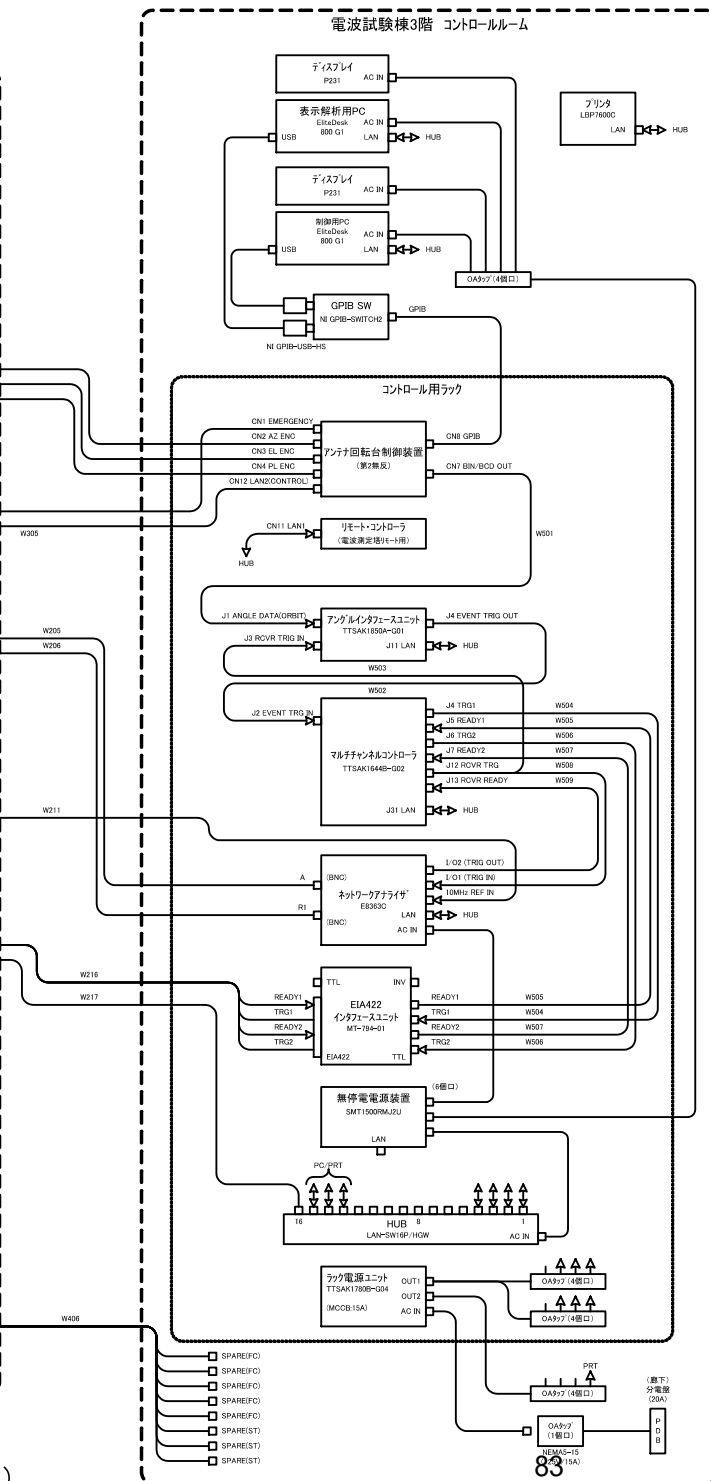 電波試験棟3階 コントロールルーム
ディスプレイ
P231
AC IN
表示解析用PC
EliteDesk
800 G1
AC IN
USB
LAN
HUB
プリンタ
LBP7600C
LAN
HUB
ディスプレイ
P231
AC IN
制御用PC
EliteDesk
800 G1
AC IN
USB
LAN
HUB
OAタップ(4個口)
GPIB SW
NI GPIB-SWITCH2
GPIB
NI GPIB-USB-HS
コントロール用ラック
CN1 EMERGENCY
CN2 AZ ENC
CN3 EL ENC
CN4 PL ENC
CN12 LAN2(CONTROL)
アンテナ回転台制御装置
(第2無反)
CN8 GPIB
CN7 BIN/BCD OUT
W305
CN11 LAN1
HUB
リモート・コントローラ
(電波測定塔リモート用)
W501
J1 ANGLE DATA(ORBIT)
J3 RCVR TRIG IN
アングルインタフェースユニット
TTSAK1850A-G01
J11 LAN
J4 EVENT TRIG OUT
HUB
W205
W206
W503
W502
J2 EVENT TRG IN
マルチチャンネルコントローラ
TTSAK1644B-G02
J31 LAN
HUB
J4 TRG1
W504
J5 READY1
W505
J6 TRG2
W506
J7 READY2
W507
J12 RCVR TRG
W508
J13 RCVR READY
W509
W211
A
(BNC)
R1
(BNC)
ネットワークアナライザ
E8363C
LAN
AC IN
I/O2 (TRIG OUT)
I/O1 (TRIG IN)
10MHz REF IN
HUB
W216
W217
TTL
INV
EIA422
インタフェースユニット
MT-794-01
EIA422
TTL
READY1
TRG1
READY2
TRG2
READY1
W505
TRG1
W504
READY2
W507
TRG2
W506
無停電電源装置
SMT1500RMJ2U
LAN
(6個口)
PC/PRT
16
HUB
8
1
LAN-SW16P/HGW
AC IN
ラック電源ユニット
TTSAK1780B-G04
(MCCB:15A)
OUT1
OUT2
AC IN
OAタップ(4個口)
OAタップ(4個口)
W406
SPARE(FC)
SPARE(FC)
SPARE(FC)
SPARE(FC)
SPARE(FC)
SPARE(ST)
SPARE(ST)
SPARE(ST)
PRT
OAタップ(4個口)
(廊下)
分電盤
(20A)
PDB
OAタップ
(1個口)
NEMA5-15
83
)